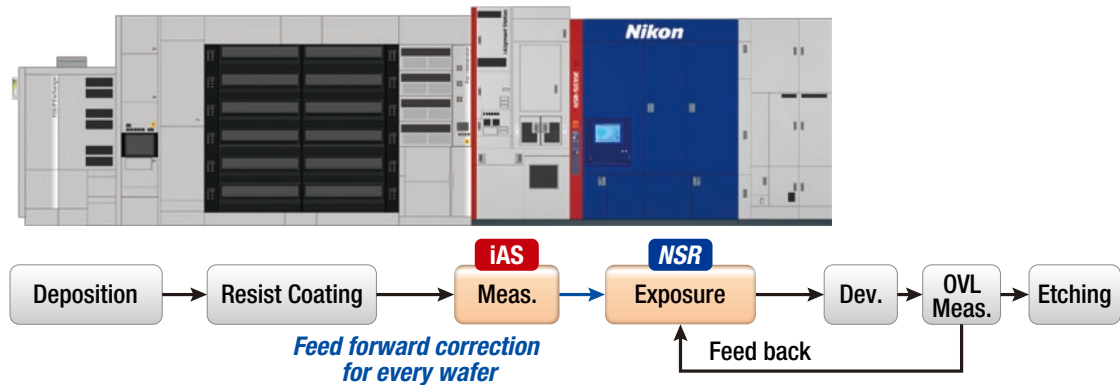 Nikon
iAS
NSR
Deposition
Resist Coating
Meas.
Exposure
Dev.
OVL
Meas.
Etching
Feed forward correction
for every wafer
Feed back